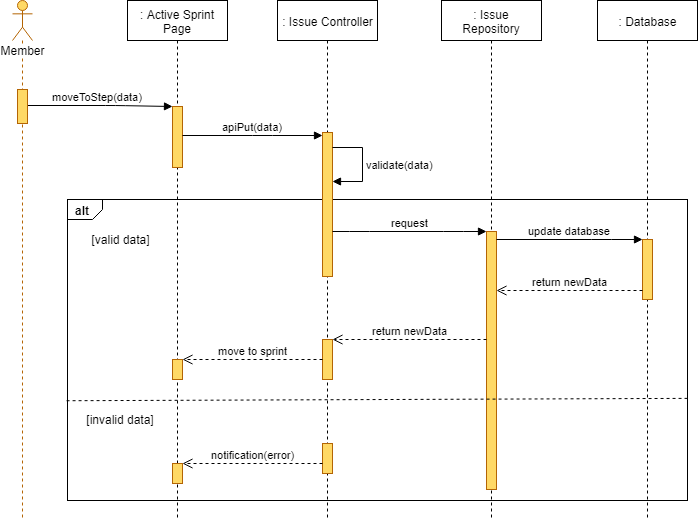 : Active Sprint
Page
: Issue Controller
: Issue
Repository
: Database
Member
moveToStep(data)
apiPut(data)
validate(data)
alt
request
[valid data]
update database
return newData
return newData
move to sprint
[invalid data]
notification(error)